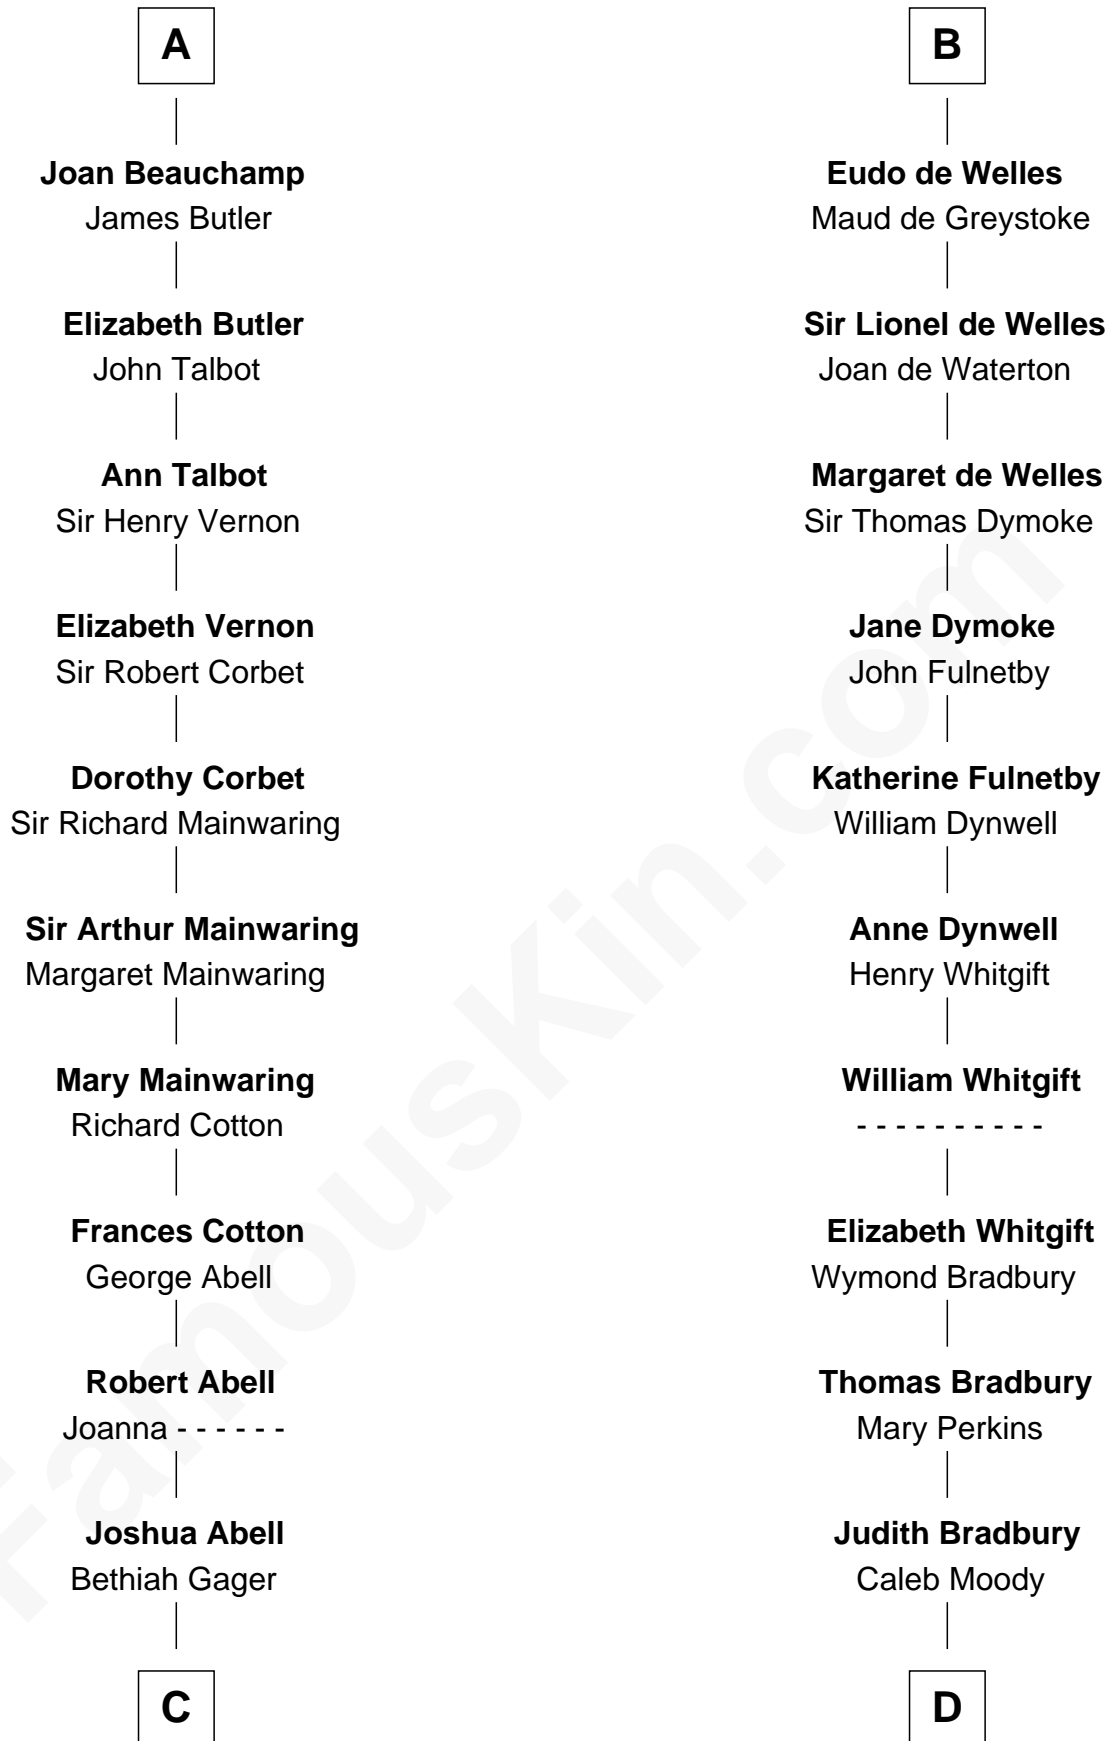 A
Joan Beauchamp
James Butler
Elizabeth Butler
John Talbot
Ann Talbot
Sir Henry Vernon
Elizabeth Vernon
Sir Robert Corbet
Dorothy Corbet
Sir Richard Mainwaring
Sir Arthur Mainwaring
Margaret Mainwaring
Mary Mainwaring
Richard Cotton
Frances Cotton
George Abell
Robert Abell
Joanna - - - - - -
Joshua Abell
Bethiah Gager
C
B
Eudo de Welles
Maud de Greystoke
Sir Lionel de Welles
Joan de Waterton
Margaret de Welles
Sir Thomas Dymoke
Jane Dymoke
John Fulnetby
Katherine Fulnetby
William Dynwell
Anne Dynwell
Henry Whitgift
William Whitgift
- - - - - - - - - -
Elizabeth Whitgift
Wymond Bradbury
Thomas Bradbury
Mary Perkins
Judith Bradbury
Caleb Moody
D
FamousKin.com